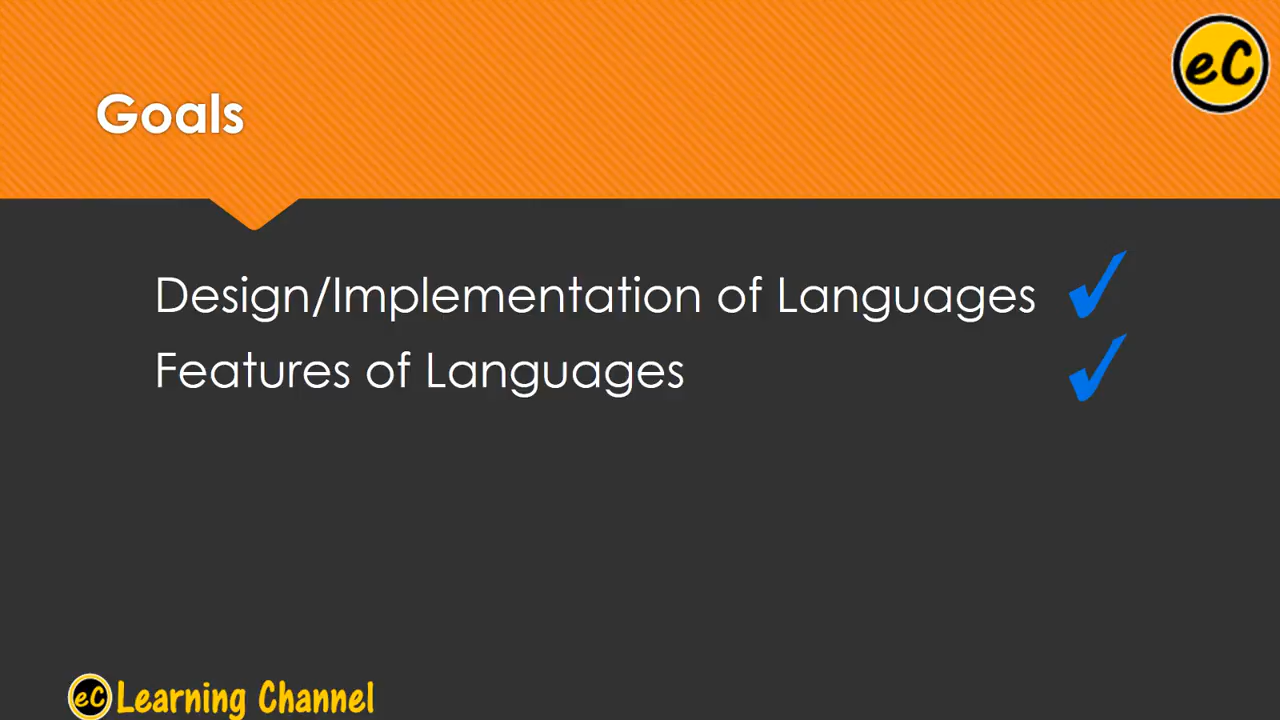 eC
Goals
Design/Implementation of Languages
Features of Languages
eC Learning Channel